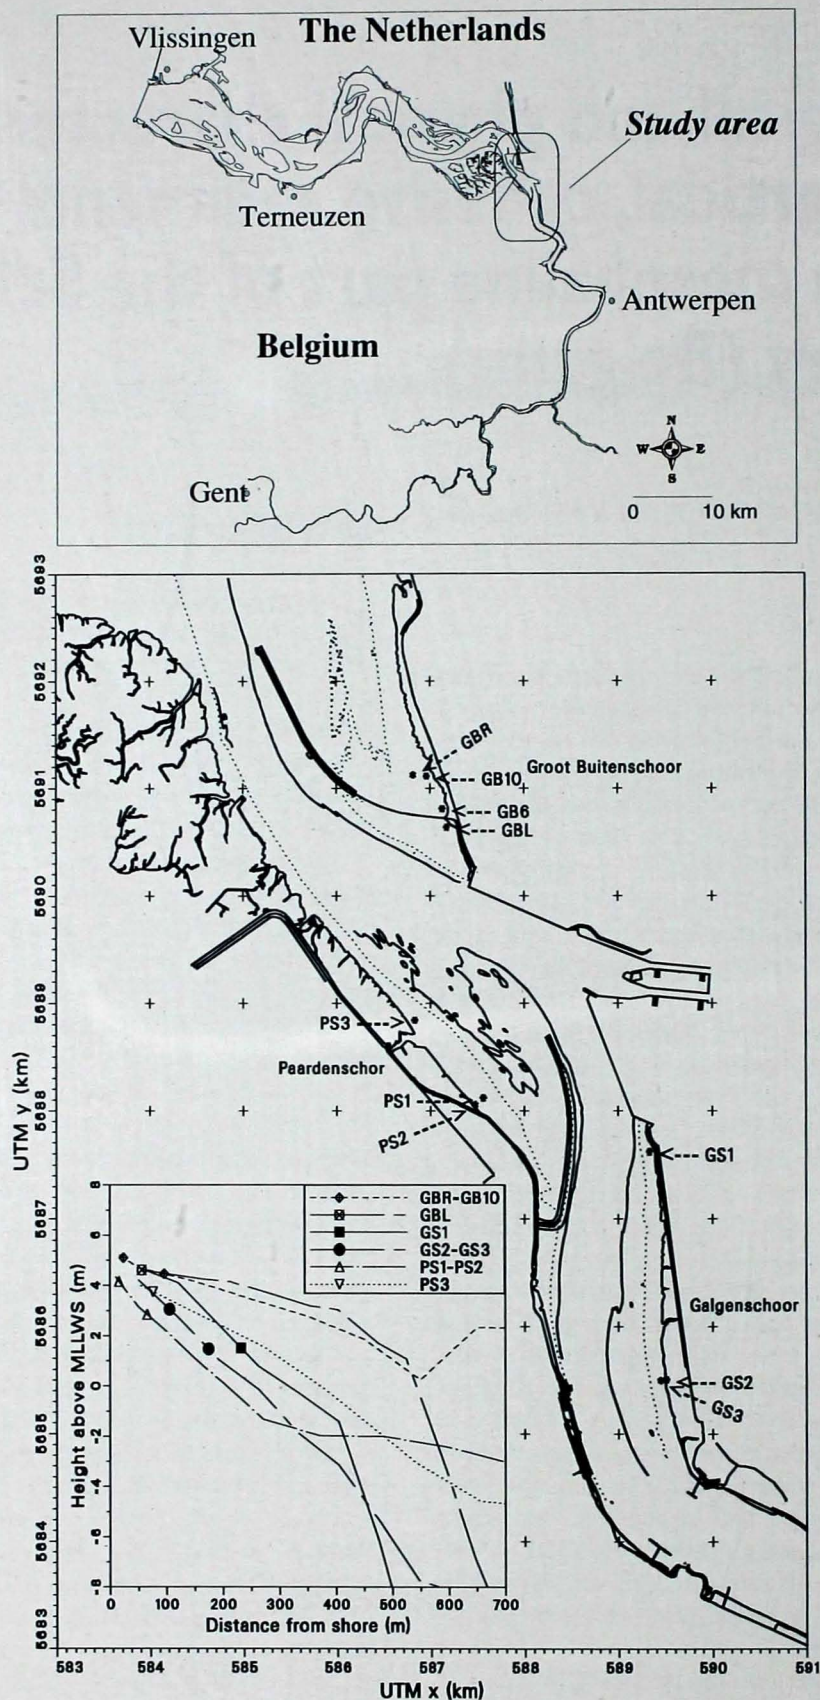 The Netherlands
Vlissingen
Study area
Terneuzen
Antwerpen
Belgium
N
W E
S
Gent
0 10 km
5693
5692
5691
5690
5689
5688
5687
5686
5685
5684
5683
UTM y (km)
GBR
GB10
Groot Buitenschoor
GB6
GBL
PS3
Paardenschor
PS1
PS2
GS1
Galgenschoor
GS2
GS3
8
6
4
2
0
-2
-4
-6
-8
Height above MLLWS (m)
GBR-GB10
GBL
GS1
GS2-GS3
PS1-PS2
PS3
0 100 200 300 400 500 600 700
Distance from shore (m)
583 584 585 586 587 588 589 590 591
UTM x (km)